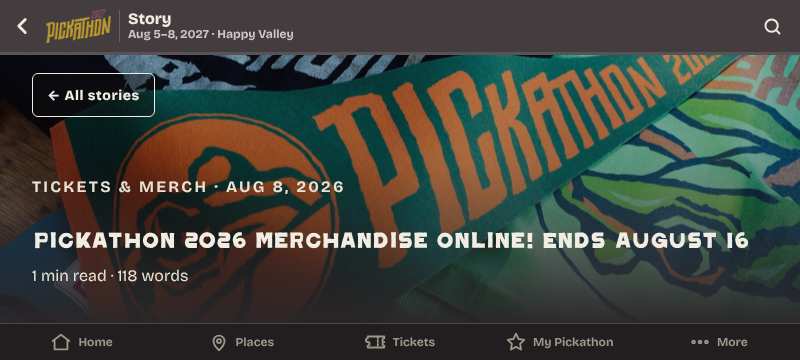 PICKATHON
Story
Aug 5–8, 2027 · Happy Valley
← All stories
PICKATHON
TICKETS & MERCH · AUG 8, 2026
PICKATHON 2026 MERCHANDISE ONLINE! ENDS AUGUST 16
1 min read · 118 words
Home
Places
Tickets
My Pickathon
More